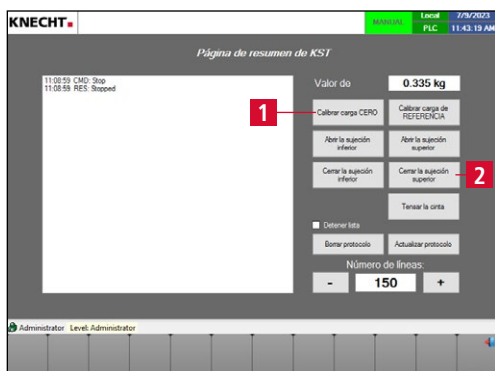 KNECHT
MANUAL
Local
7/9/2023
PLC
11:43:19 AM
Página de resumen de KST
11:08:59 CMD: Stop
11:08:59 RES: Stopped
Valor de
0.335 kg
1
Calibrar carga CERO
Calibrar carga de
REFERENCIA
Abrir la sujeción
inferior
Abrir la sujeción
superior
Cerrar la sujeción
inferior
Cerrar la sujeción
superior
2
Tensar la cinta
Detener lista
Borrar protocolo
Actualizar protocolo
Número de líneas:
-
150
+
Administrator Level: Administrator